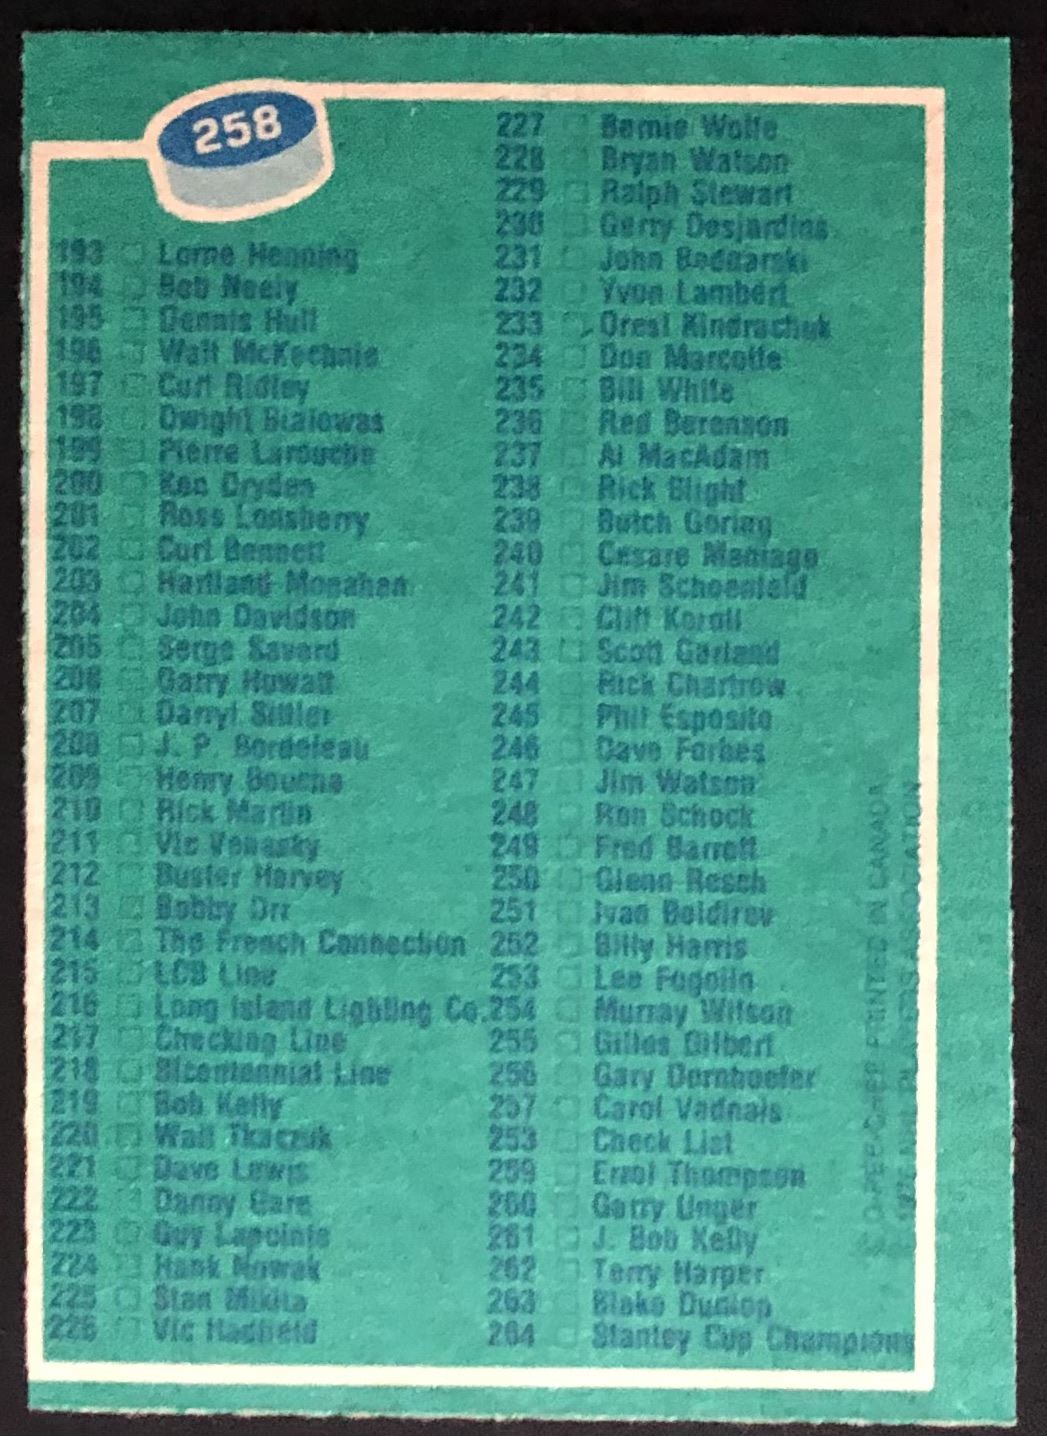 258
193 Lorne Henning
194 Bob Neely
195 Dennis Hull
196 Walt McKechnie
197 Curt Ridley
198 Dwight Bialowas
199 Pierre Larouche
200 Ken Dryden
201 Ross Lonsberry
202 Curt Bennett
203 Hartland Monahan
204 John Davidson
205 Serge Savard
206 Garry Howatt
207 Darryl Sittler
208 J. P. Bordeleau
209 Henry Boucha
210 Rick Martin
211 Vic Venasky
212 Buster Harvey
213 Bobby Orr
214 The French Connection
215 LCB Line
216 Long Island Lighting Co.
217 Checking Line
218 Bicentennial Line
219 Bob Kelly
220 Walt Tkaczuk
221 Dave Lewis
222 Danny Gare
223 Guy Lapointe
224 Hank Nowak
225 Stan Mikita
226 Vic Hadfield
227 Bernie Wolfe
228 Bryan Watson
229 Ralph Stewart
230 Gerry Desjardins
231 John Bednarski
232 Yvon Lambert
233 Orest Kindrachuk
234 Don Marcotte
235 Bill White
236 Red Berenson
237 Al MacAdam
238 Rick Blight
239 Butch Goring
240 Cesare Maniago
241 Jim Schoenfeld
242 Cliff Koroll
243 Scott Garland
244 Rick Chartrow
245 Phil Esposito
246 Dave Forbes
247 Jim Watson
248 Ron Schock
249 Fred Barrett
250 Glenn Resch
251 Ivan Boldirev
252 Billy Harris
253 Lee Fogolin
254 Murray Wilson
255 Gilles Gilbert
256 Gary Dornhoefer
257 Carol Vadnais
258 Check List
259 Errol Thompson
260 Garry Unger
261 J. Bob Kelly
262 Terry Harper
263 Blake Dunlop
264 Stanley Cup Champions
O-PEE-CHEE PRINTED IN CANADA
1976 NHL PLAYERS ASSOCIATION